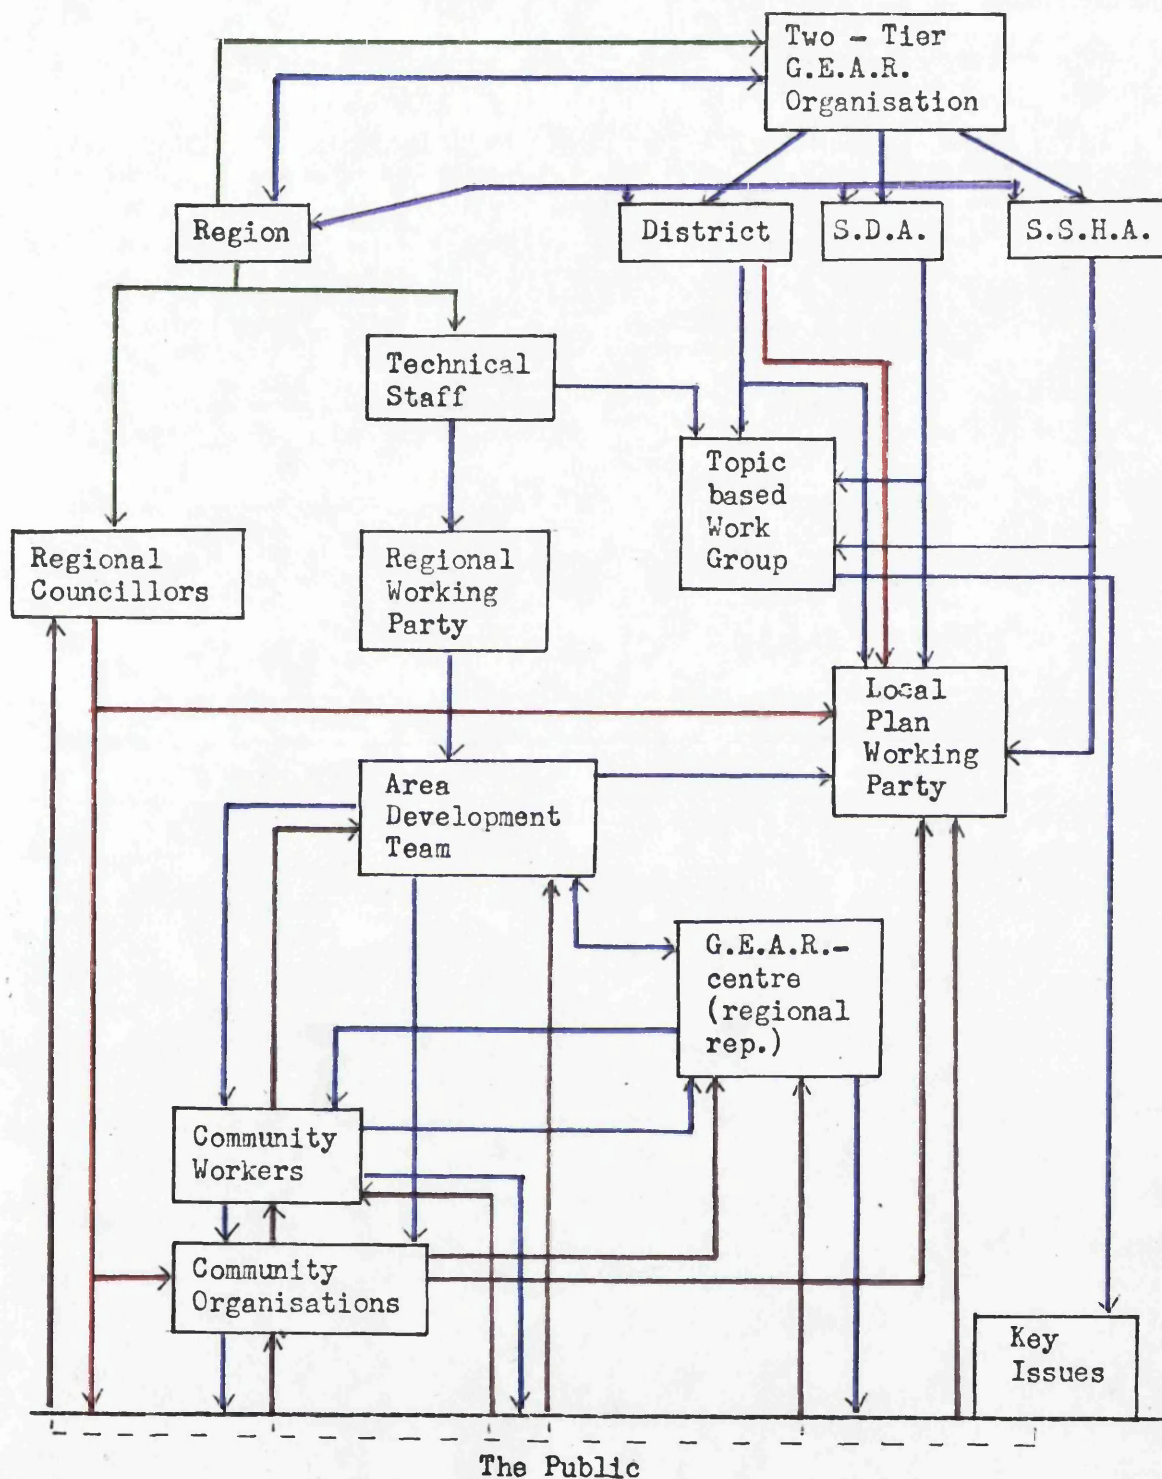 Two - Tier
G.E.A.R.
Organisation
Region
District
S.D.A.
S.S.H.A.
Technical
Staff
Topic
based
Work
Group
Regional
Councillors
Regional
Working
Party
Local
Plan
Working
Party
Area
Development
Team
G.E.A.R.-
centre
(regional
rep.)
Community
Workers
Community
Organisations
Key
Issues
The Public